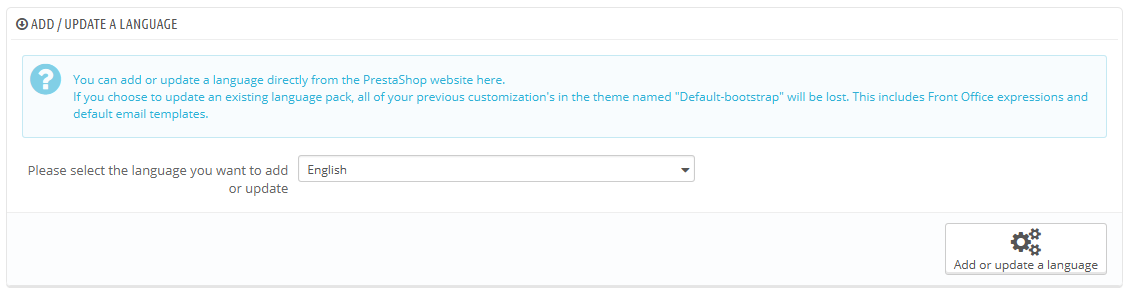 ADD / UPDATE A LANGUAGE
?
You can add or update a language directly from the PrestaShop website here.
If you choose to update an existing language pack, all of your previous customization's in the theme named "Default-bootstrap" will be lost. This includes Front Office expressions and
default email templates.
Please select the language you want to add
or update
English
Add or update a language